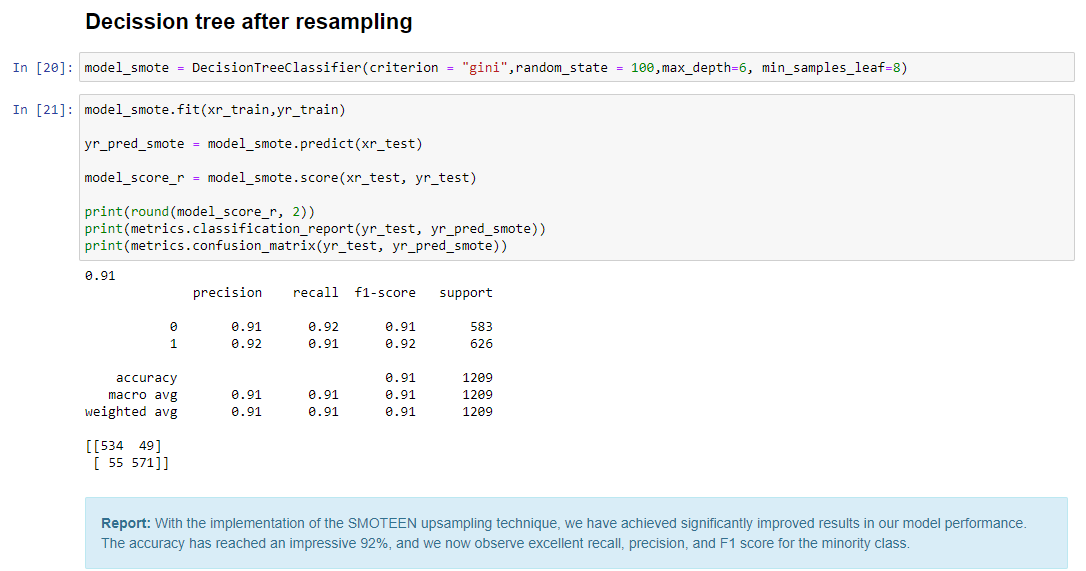 Decission tree after resampling
In [20]: model_smote = DecisionTreeClassifier(criterion = "gini",random_state = 100,max_depth=6, min_samples_leaf=8)
In [21]: model_smote.fit(xr_train,yr_train)
yr_pred_smote = model_smote.predict(xr_test)
model_score_r = model_smote.score(xr_test, yr_test)
print(round(model_score_r, 2))
print(metrics.classification_report(yr_test, yr_pred_smote))
print(metrics.confusion_matrix(yr_test, yr_pred_smote))
0.91
precision recall f1-score support
0 0.91 0.92 0.91 583
1 0.92 0.91 0.92 626
accuracy 0.91 1209
macro avg 0.91 0.91 0.91 1209
weighted avg 0.91 0.91 0.91 1209
[[534 49]
[ 55 571]]
Report: With the implementation of the SMOTEEN upsampling technique, we have achieved significantly improved results in our model performance.
The accuracy has reached an impressive 92%, and we now observe excellent recall, precision, and F1 score for the minority class.